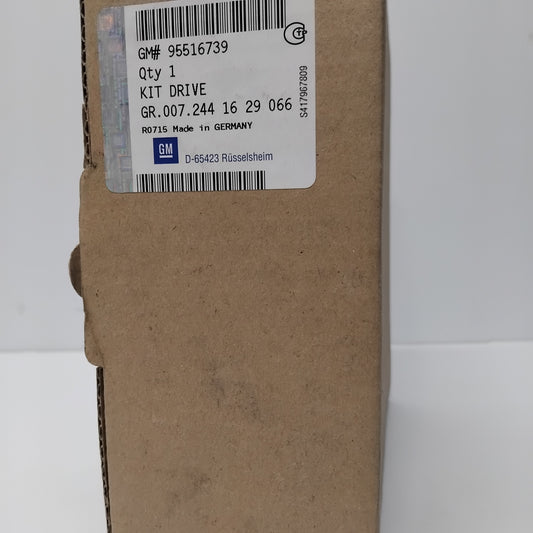 GM# 95516739
Qty 1
KIT DRIVE
GR.007.244 16 29 066
R0715 Made in GERMANY
GM
D-65423 Rüsselsheim
S417967809